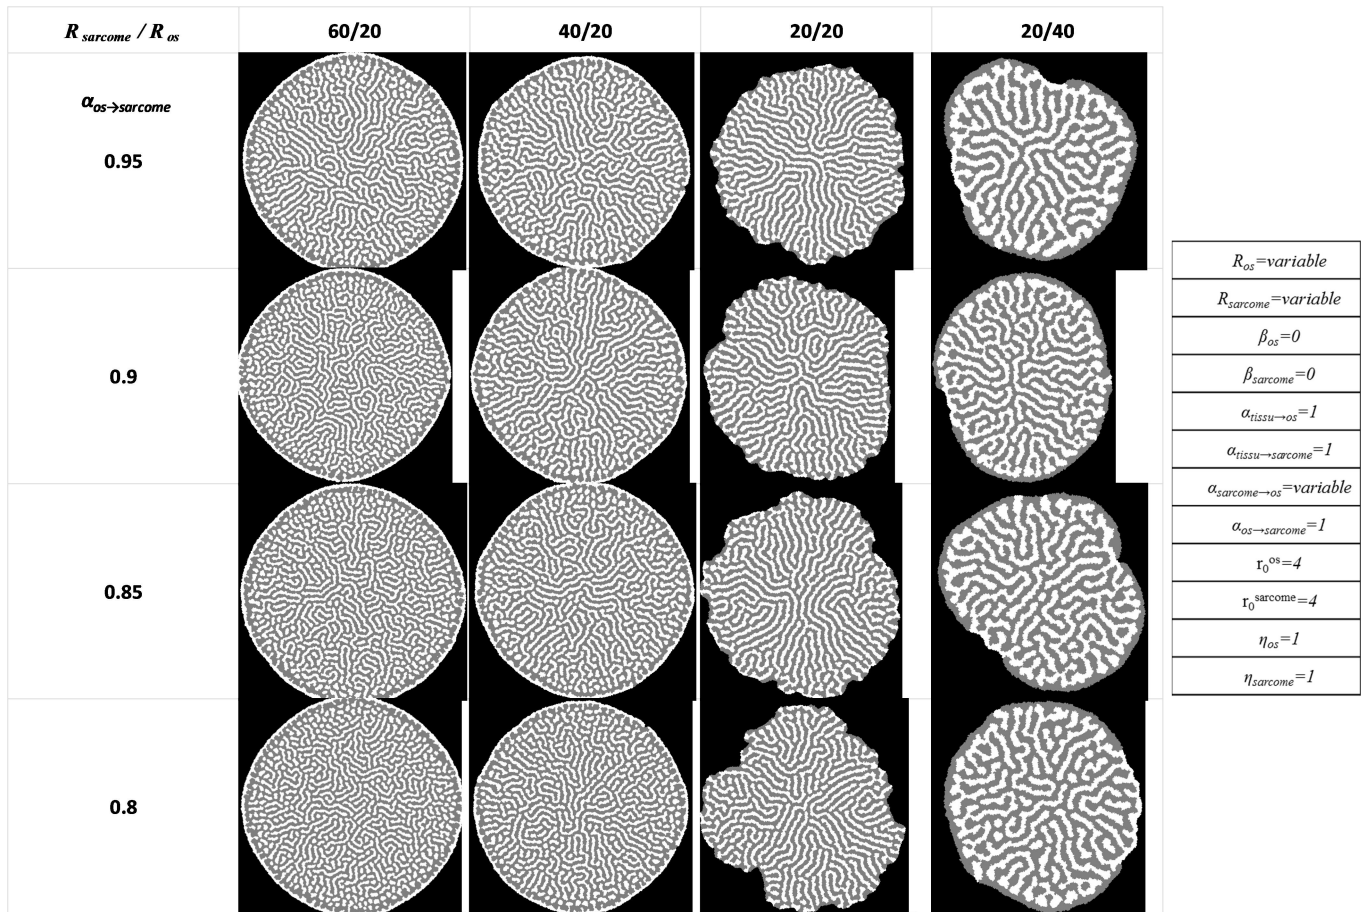 R sarcome / R os 60/20 40/20 20/20 20/40
αos→sarcome
0.95
0.9
0.85
0.8
Ros=variable
Rsarcome=variable
βos=0
βsarcome=0
αtissu→os=1
αtissu→sarcome=1
αsarcome→os=variable
αos→sarcome=1
r0os=4
r0sarcome=4
ηos=1
ηsarcome=1